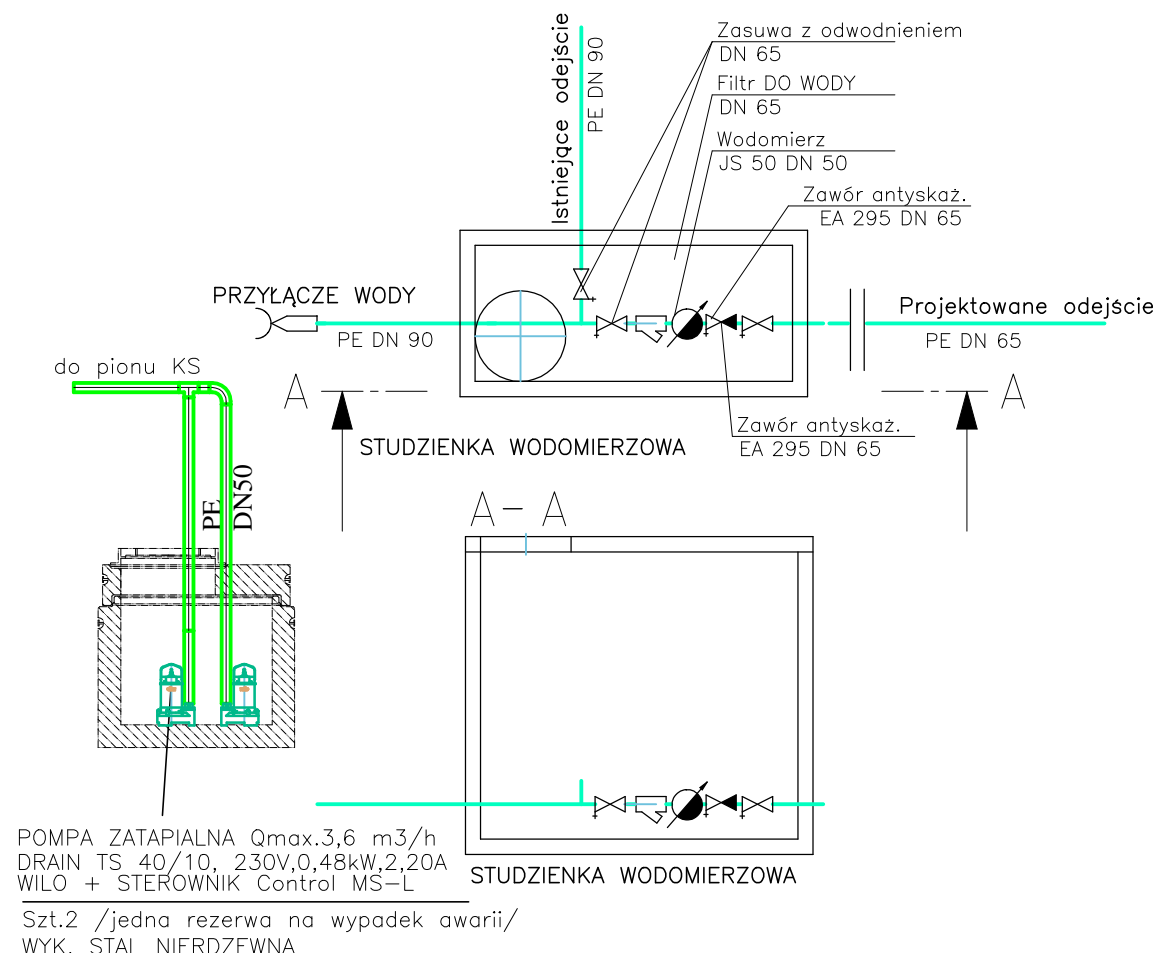 Zasuwa z odwodnieniem
DN 65
Filtr DO WODY
DN 65
Wodomierz
JS 50 DN 50
Zawór antyskaż.
EA 295 DN 65
Istniejące odejście
PE DN 90
PRZYŁĄCZE WODY
PE DN 90
Projektowane odejście
PE DN 65
do pionu KS
A
A
Zawór antyskaż.
EA 295 DN 65
STUDZIENKA WODOMIERZOWA
PE
DN50
A- A
POMPA ZATAPIALNA Qmax.3,6 m3/h
DRAIN TS 40/10, 230V,0,48kW,2,20A
WILO + STEROWNIK Control MS-L
STUDZIENKA WODOMIERZOWA
Szt.2 /jedna rezerwa na wypadek awarii/
WYK. STAL NIERDZEWNA